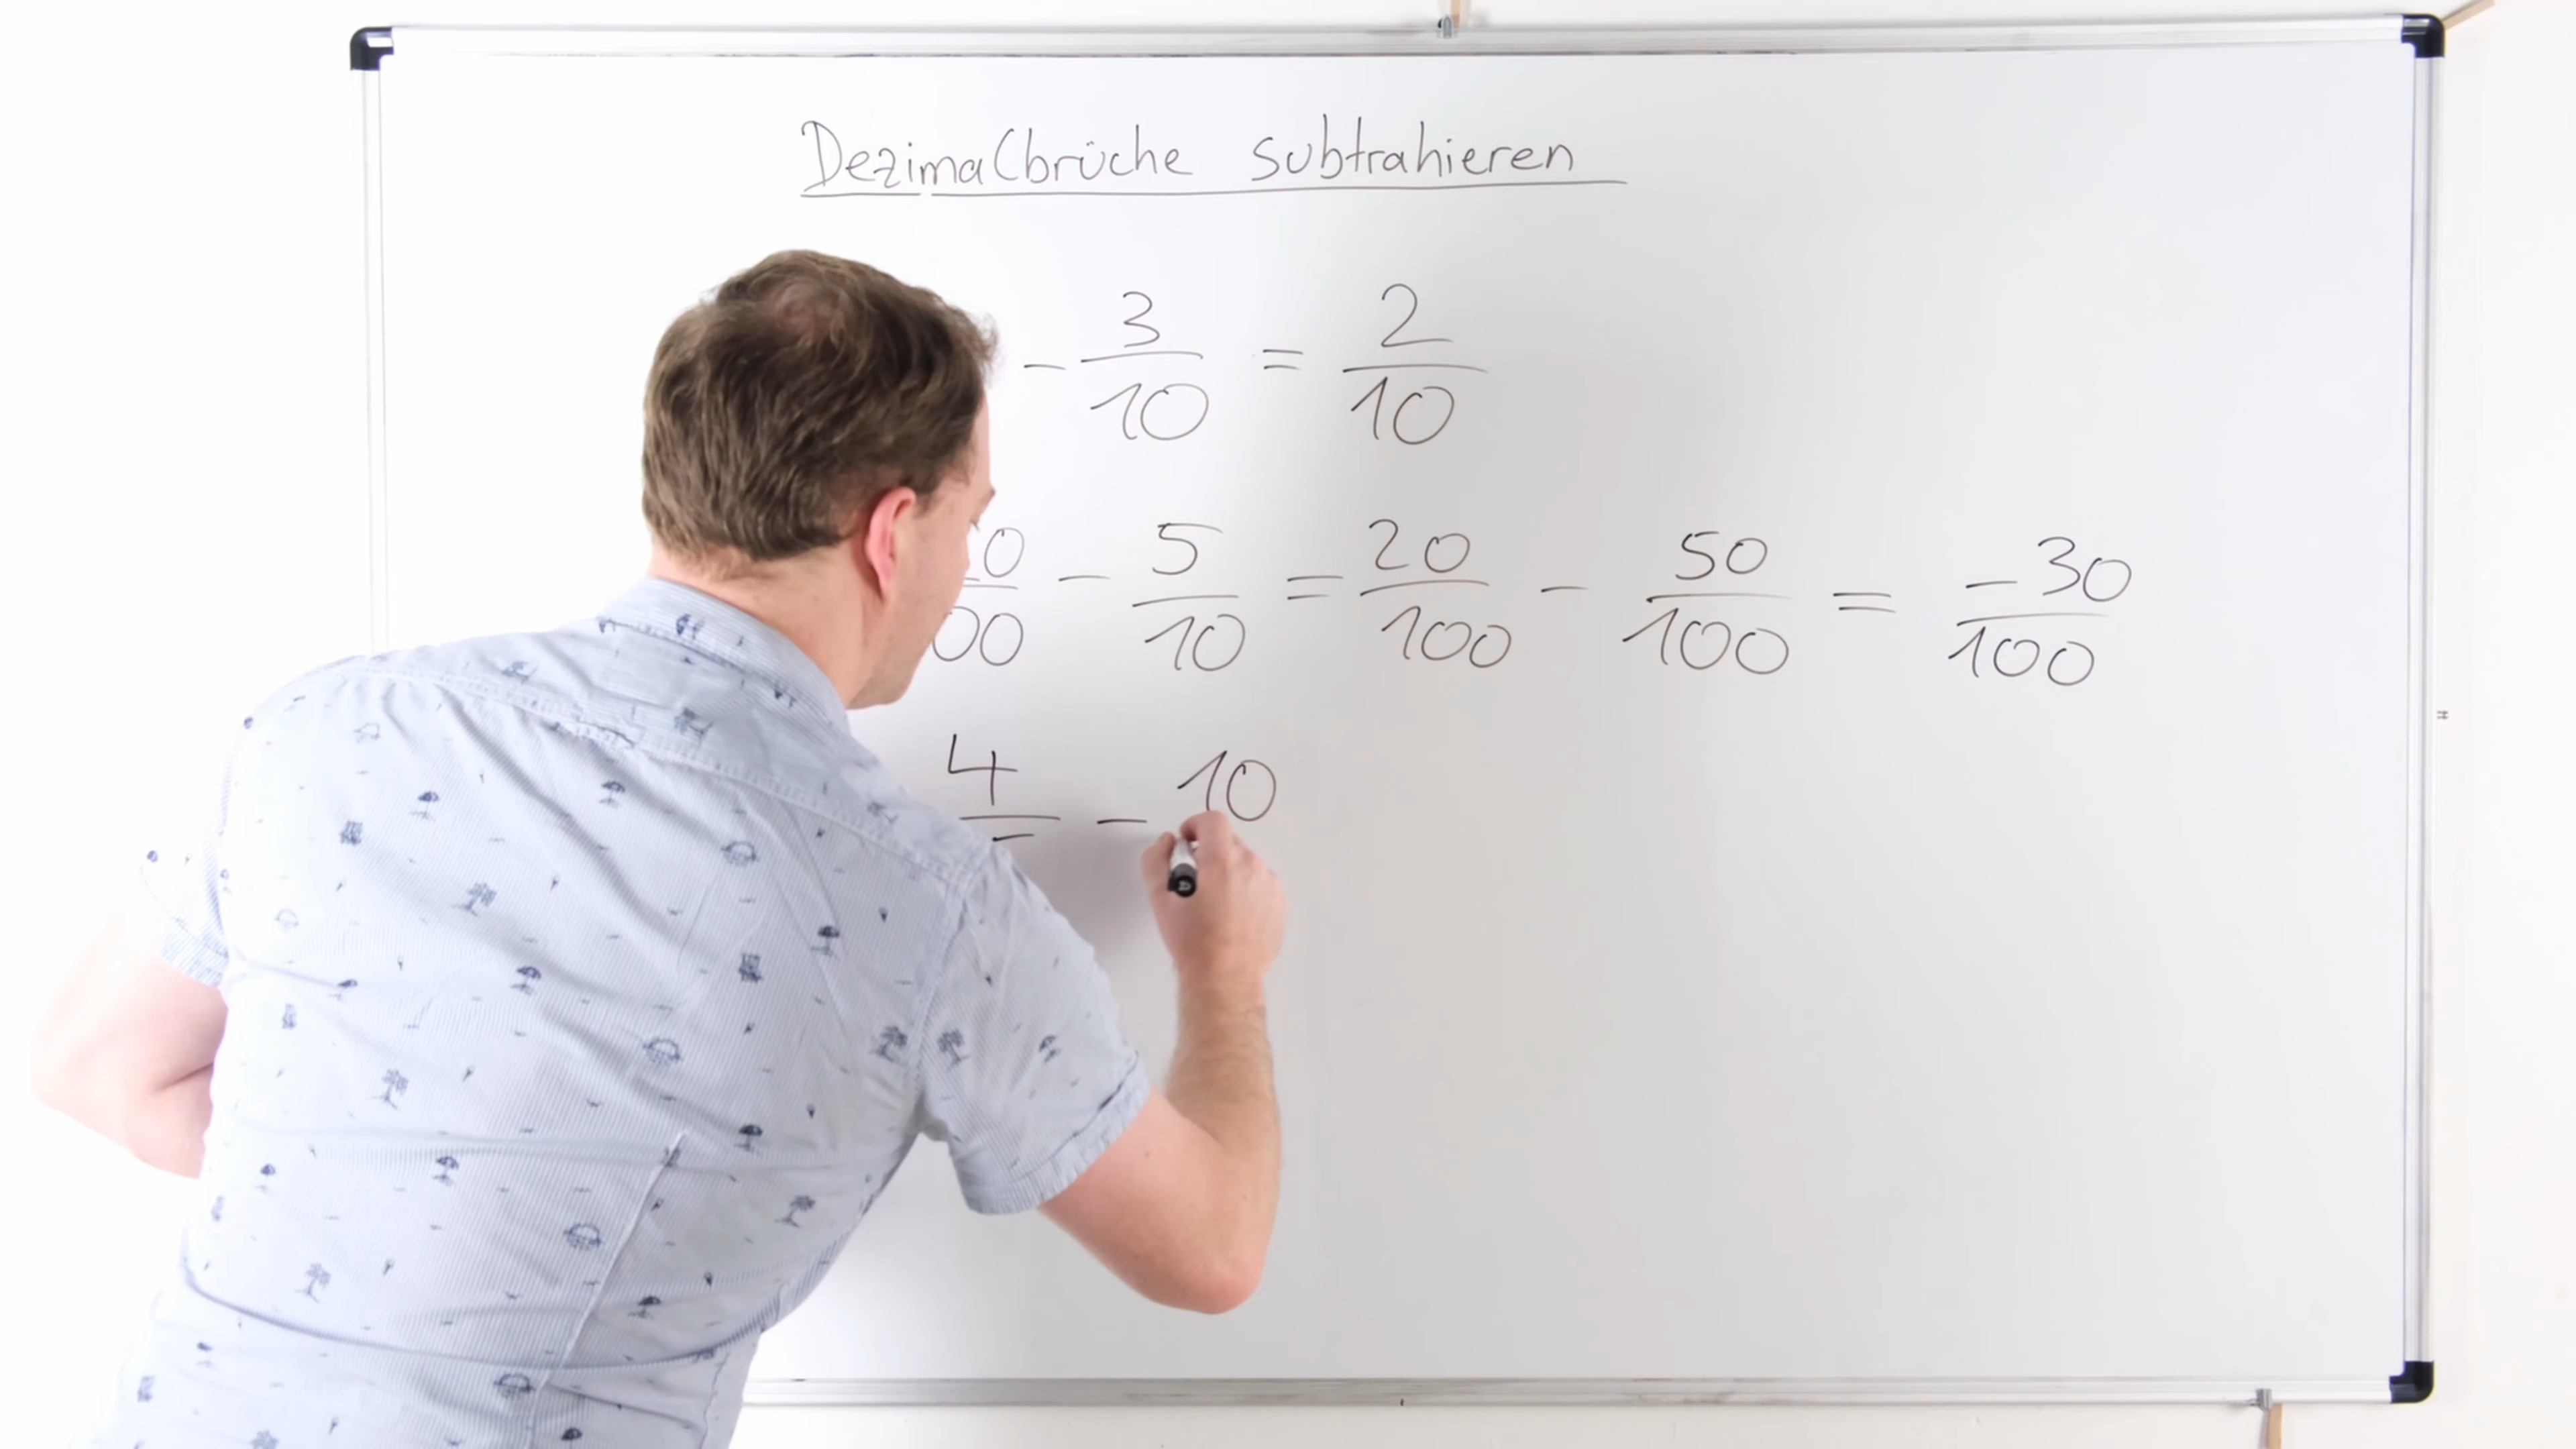 Dezimalbrüche subtrahieren
- 3/10 = 2/10
0/00 - 5/10 = 20/100 - 50/100 = -30/100
4/ - 10